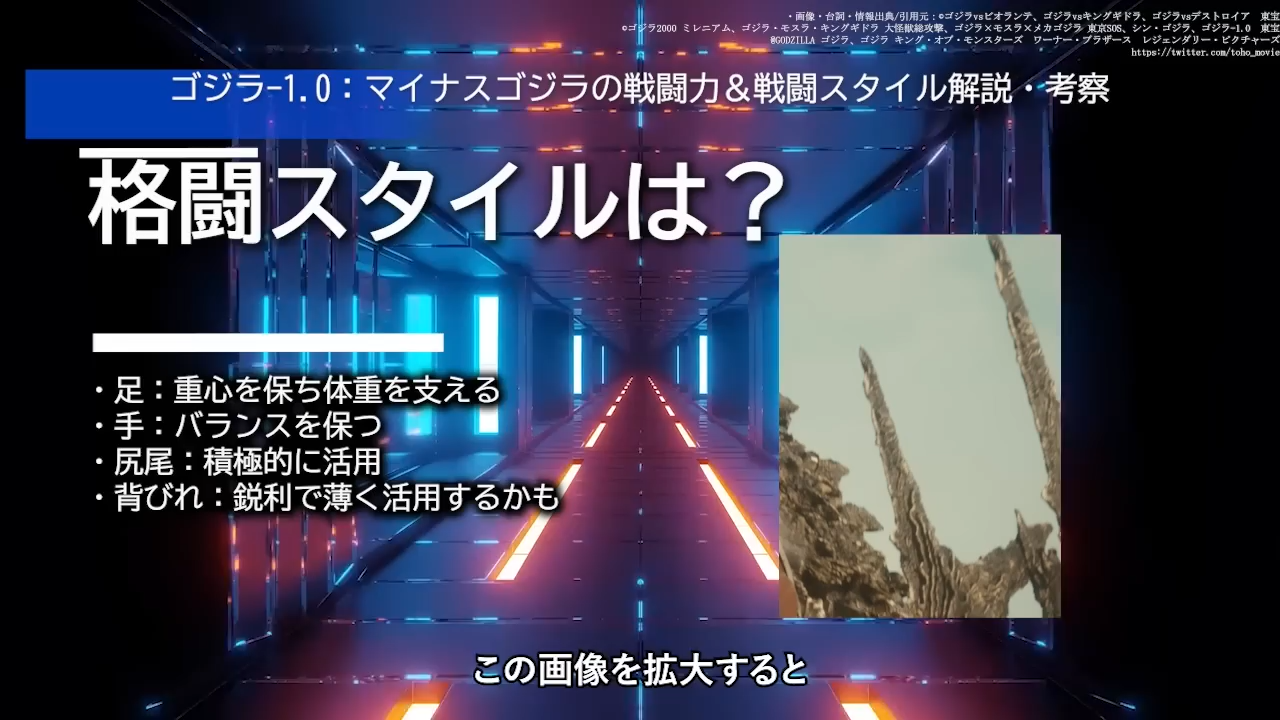 ・画像・台詞・情報出典/引用元：©ゴジラvsビオランテ、ゴジラvsキングギドラ、ゴジラvsデストロイア　東宝
©ゴジラ2000 ミレニアム、ゴジラ・モスラ・キングギドラ 大怪獣総攻撃、ゴジラ×モスラ×メカゴジラ 東京SOS、シン・ゴジラ、ゴジラ-1.0　東宝
@GODZILLA ゴジラ、ゴジラ キング・オブ・モンスターズ　ワーナー・ブラザース　レジェンダリー・ピクチャーズ
https://twitter.com/toho_movie
ゴジラ-1.0：マイナスゴジラの戦闘力＆戦闘スタイル解説・考察
格闘スタイルは？
・足：重心を保ち体重を支える
・手：バランスを保つ
・尻尾：積極的に活用
・背びれ：鋭利で薄く活用するかも
この画像を拡大すると